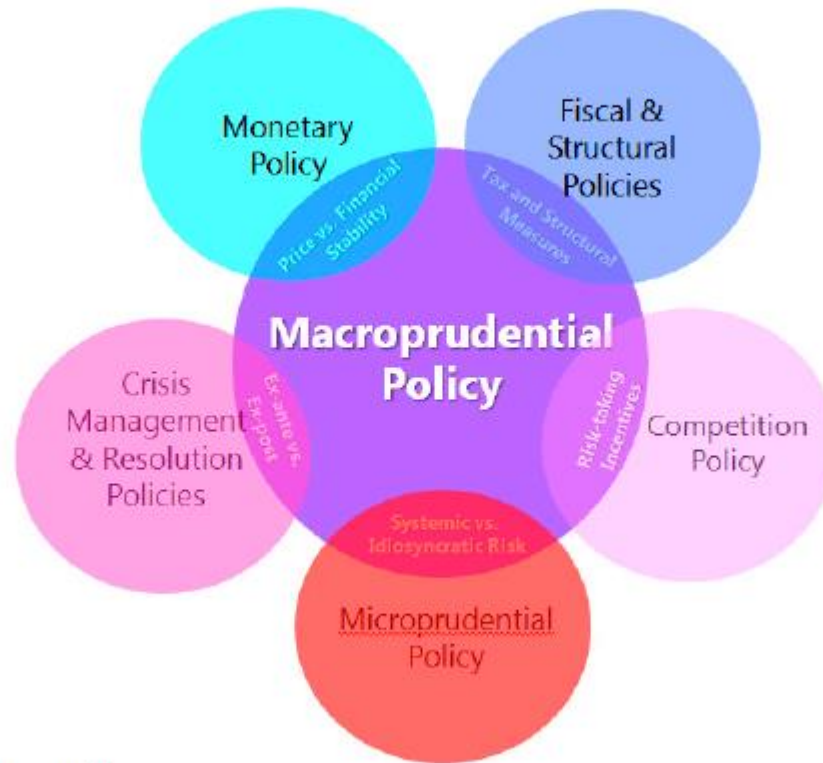 Monetary
Policy
Fiscal &
Structural
Policies
Price vs. Financial
Stability
Tax and Structural
Measures
Macroprudential
Policy
Crisis
Management
& Resolution
Policies
Ex-ante vs.
Ex-post
Risk-taking
Incentives
Competition
Policy
Systemic vs.
Idiosyncratic Risk
Microprudential
Policy